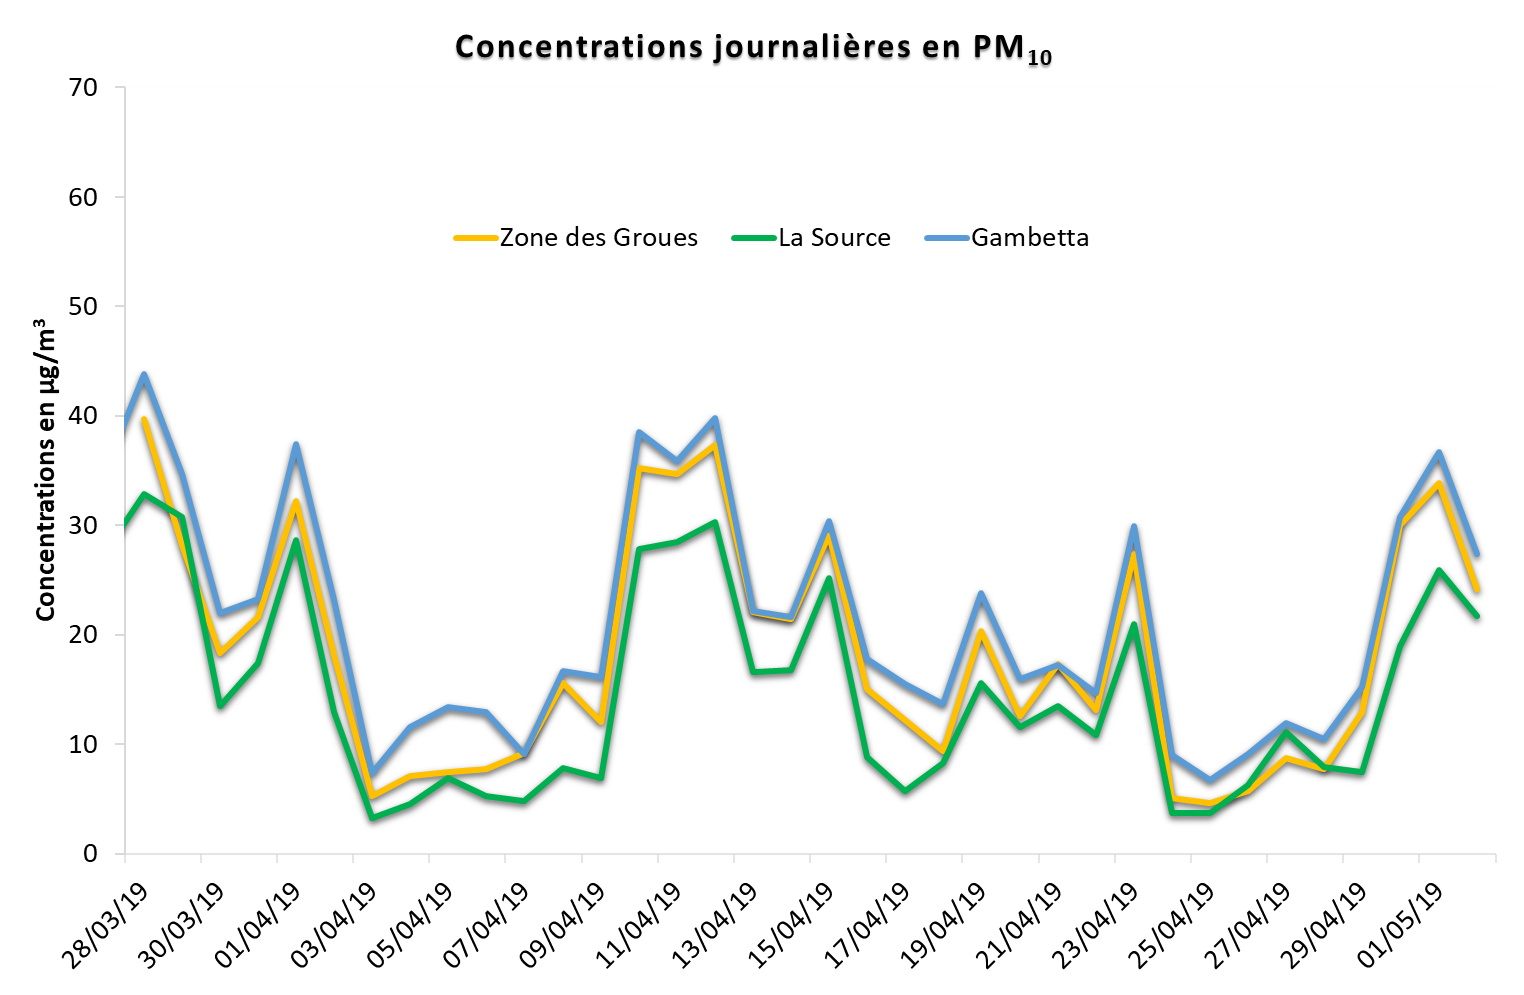 Concentrations journalières en PM₁₀
70
60
Zone des Groues La Source Gambetta
50
Concentrations en µg/m³
40
30
20
10
0
28/03/19 30/03/19 01/04/19 03/04/19 05/04/19 07/04/19 09/04/19 11/04/19 13/04/19 15/04/19 17/04/19 19/04/19 21/04/19 23/04/19 25/04/19 27/04/19 29/04/19 01/05/19